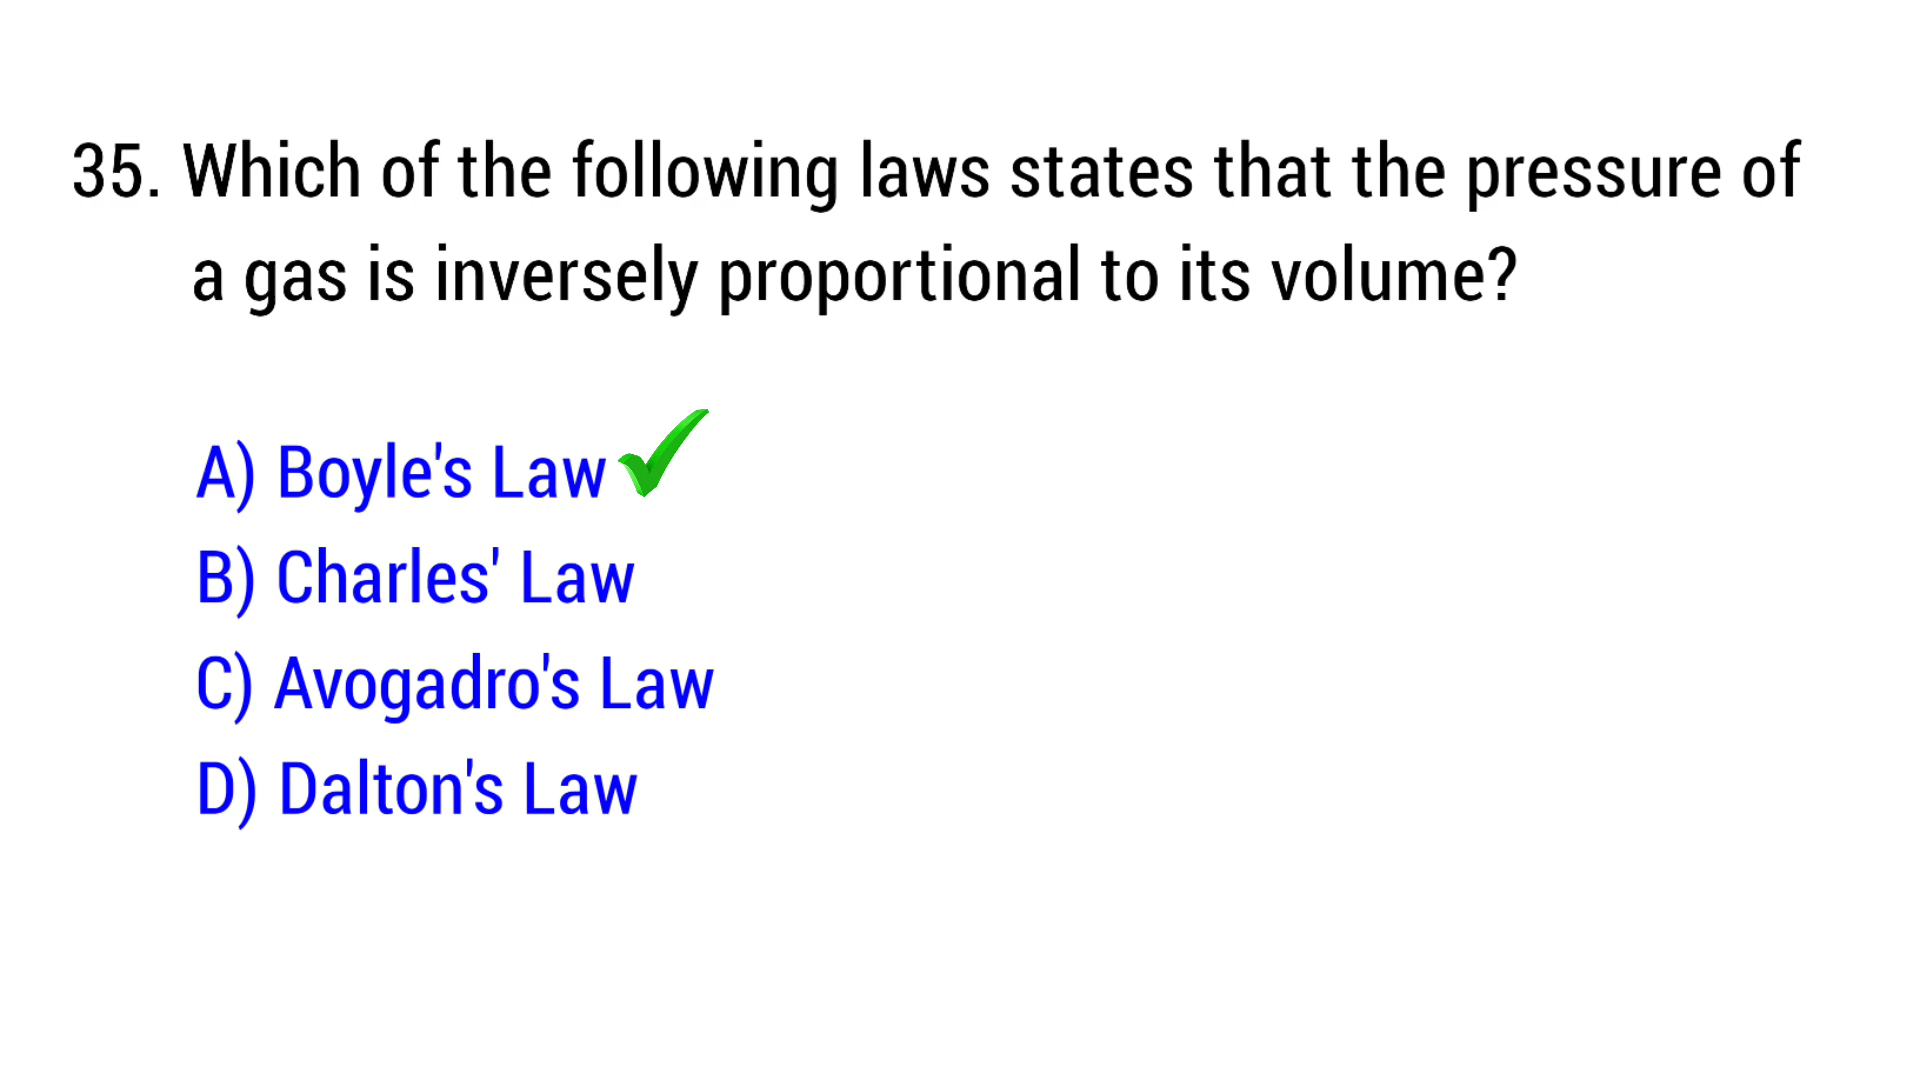 35. Which of the following laws states that the pressure of
a gas is inversely proportional to its volume?
A) Boyle's Law
B) Charles' Law
C) Avogadro's Law
D) Dalton's Law